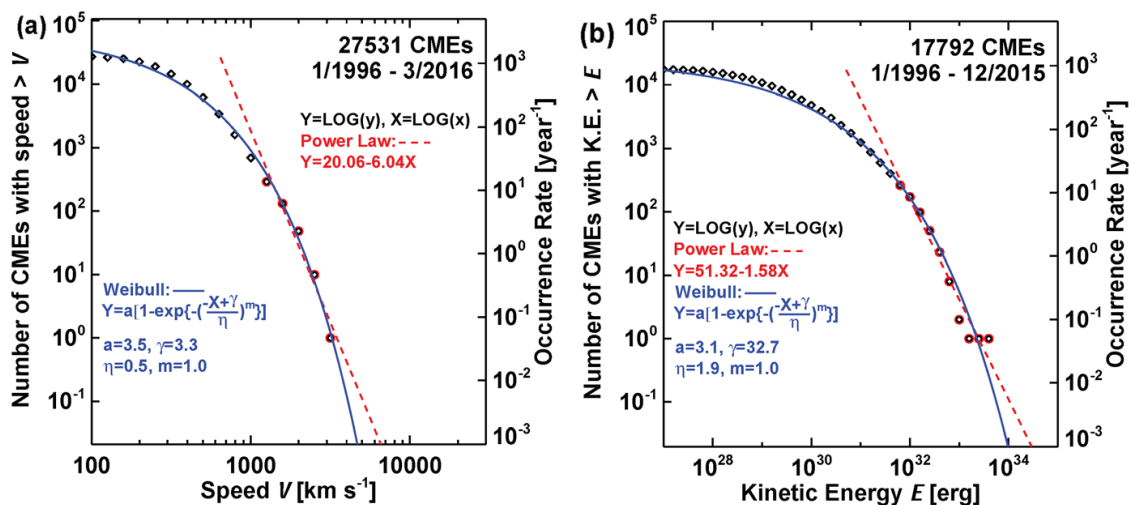 (a)
27531 CMEs
1/1996 - 3/2016
Y=LOG(y), X=LOG(x)
Power Law: ---
Y=20.06-6.04X
Weibull: —
Y=a[1-exp{-(-X+γ/η)^m}]
a=3.5, γ=3.3
η=0.5, m=1.0
Number of CMEs with speed > V
10^5
10^4
10^3
10^2
10^1
10^0
10^-1
100
1000
10000
Speed V [km s^-1]
10^3
10^2
10^1
10^0
10^-1
10^-2
10^-3
Occurrence Rate [year^-1]
(b)
17792 CMEs
1/1996 - 12/2015
Y=LOG(y), X=LOG(x)
Power Law: ---
Y=51.32-1.58X
Weibull: —
Y=a[1-exp{-(-X+γ/η)^m}]
a=3.1, γ=32.7
η=1.9, m=1.0
Number of CMEs with K.E. > E
10^5
10^4
10^3
10^2
10^1
10^0
10^-1
10^28
10^30
10^32
10^34
Kinetic Energy E [erg]
10^3
10^2
10^1
10^0
10^-1
10^-2
10^-3
Occurrence Rate [year^-1]